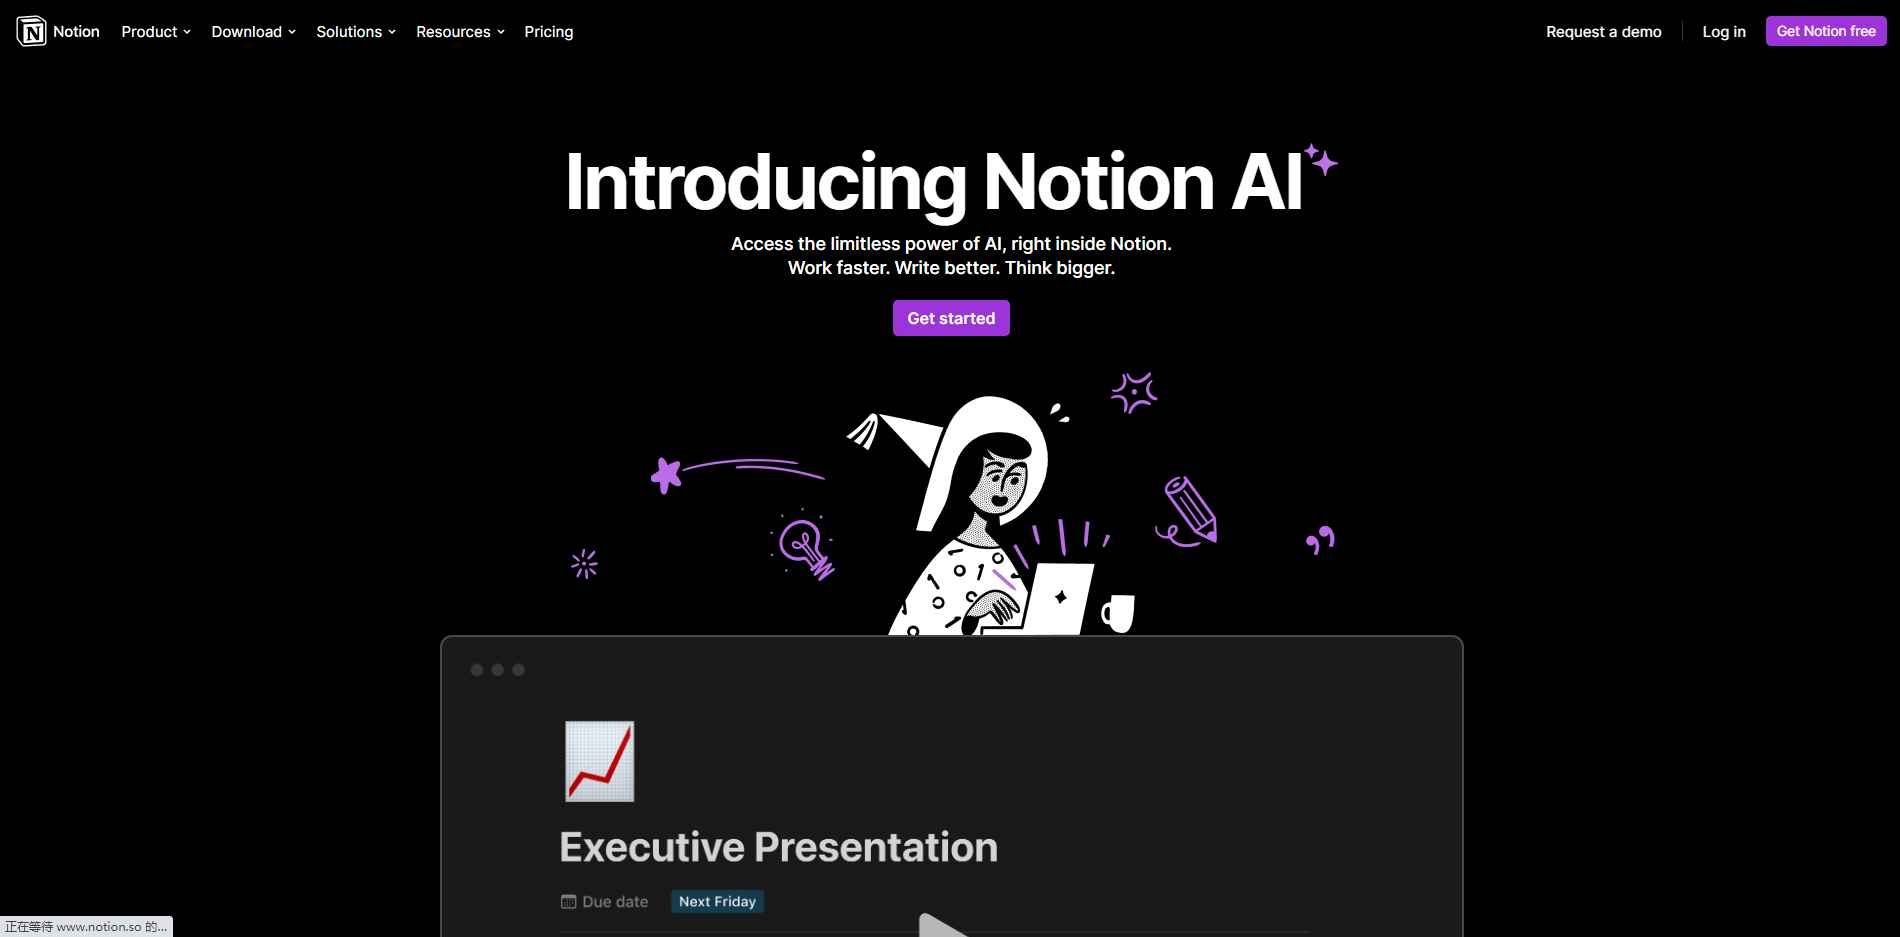 Notion Product Download Solutions Resources Pricing Request a demo Log in Get Notion free
Introducing Notion AI
Access the limitless power of AI, right inside Notion.
Work faster. Write better. Think bigger.
Get started
Executive Presentation
Due date Next Friday
正在等待 www.notion.so 的...